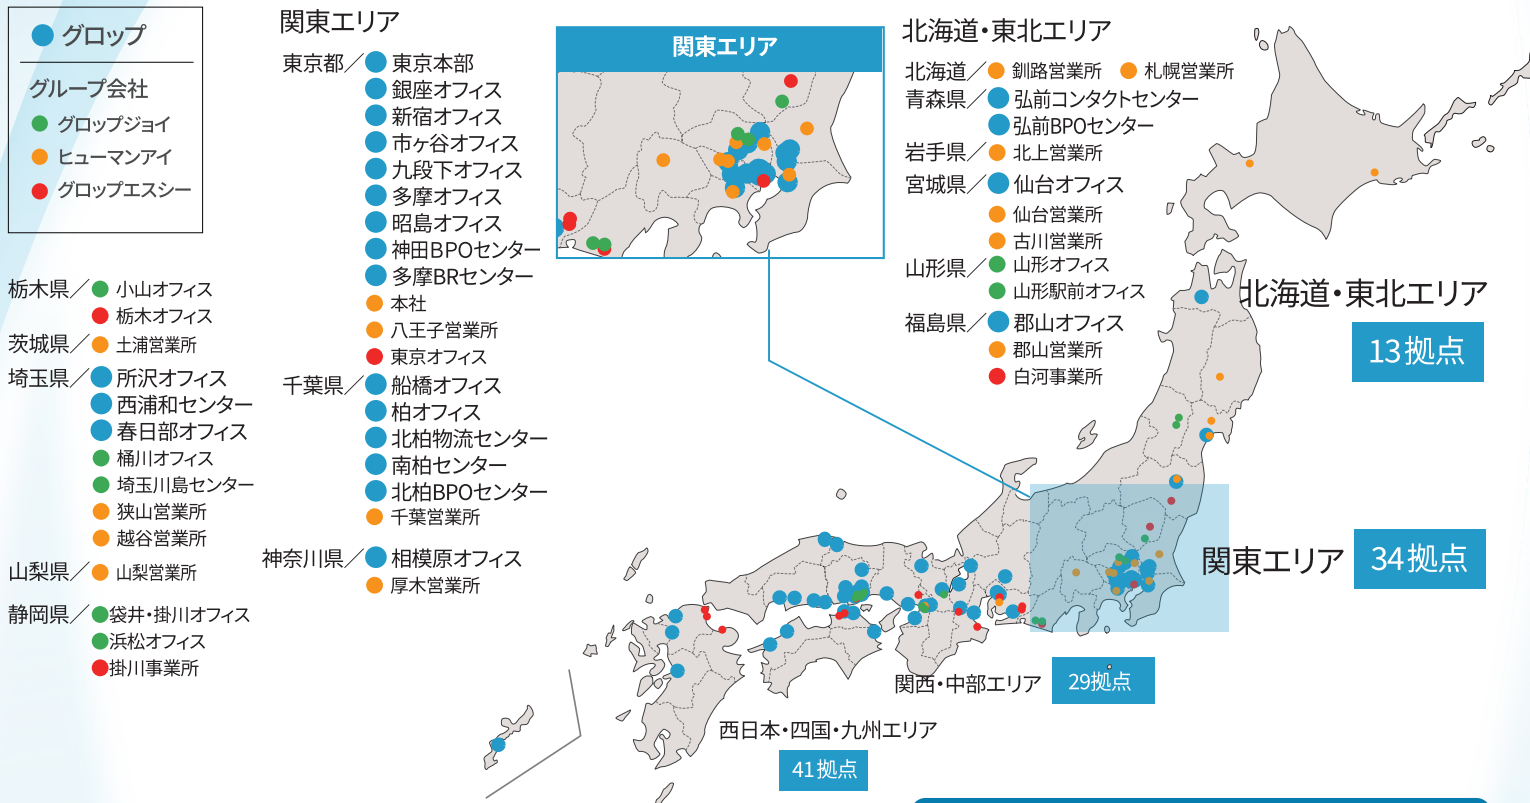 グロップ
グループ会社
グロップジョイ
ヒューマンアイ
グロップエスシー
栃木県／小山オフィス
栃木オフィス
茨城県／土浦営業所
埼玉県／所沢オフィス
西浦和センター
春日部オフィス
桶川オフィス
埼玉川島センター
狭山営業所
越谷営業所
山梨県／山梨営業所
静岡県／袋井・掛川オフィス
浜松オフィス
掛川事業所
関東エリア
東京都／東京本部
銀座オフィス
新宿オフィス
市ヶ谷オフィス
九段下オフィス
多摩オフィス
昭島オフィス
神田BPOセンター
多摩BRセンター
本社
八王子営業所
東京オフィス
千葉県／船橋オフィス
柏オフィス
北柏物流センター
南柏センター
北柏BPOセンター
千葉営業所
神奈川県／相模原オフィス
厚木営業所
関東エリア
北海道・東北エリア
北海道／釧路営業所 札幌営業所
青森県／弘前コンタクトセンター
弘前BPOセンター
岩手県／北上営業所
宮城県／仙台オフィス
仙台営業所
古川営業所
山形県／山形オフィス
山形駅前オフィス
福島県／郡山オフィス
郡山営業所
白河事業所
北海道・東北エリア
13拠点
関東エリア
34拠点
関西・中部エリア
29拠点
西日本・四国・九州エリア
41拠点